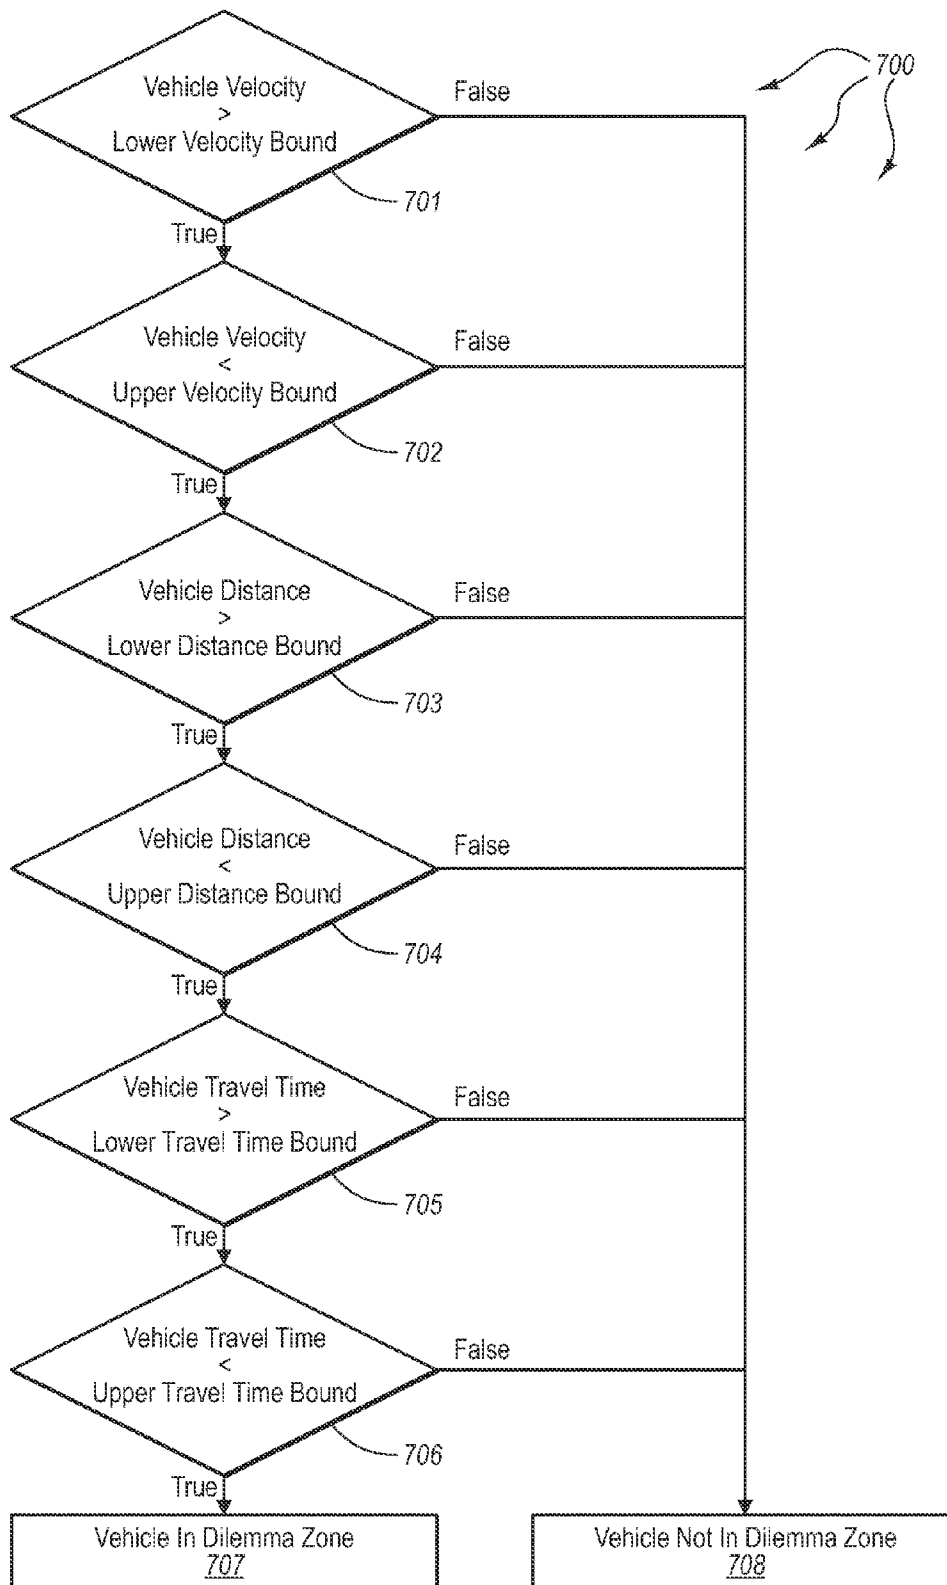 Vehicle Velocity
>
Lower Velocity Bound
False
700
701
True
Vehicle Velocity
<
Upper Velocity Bound
False
702
True
Vehicle Distance
>
Lower Distance Bound
False
703
True
Vehicle Distance
<
Upper Distance Bound
False
704
True
Vehicle Travel Time
>
Lower Travel Time Bound
False
705
True
Vehicle Travel Time
<
Upper Travel Time Bound
False
706
True
Vehicle In Dilemma Zone
707
Vehicle Not In Dilemma Zone
708